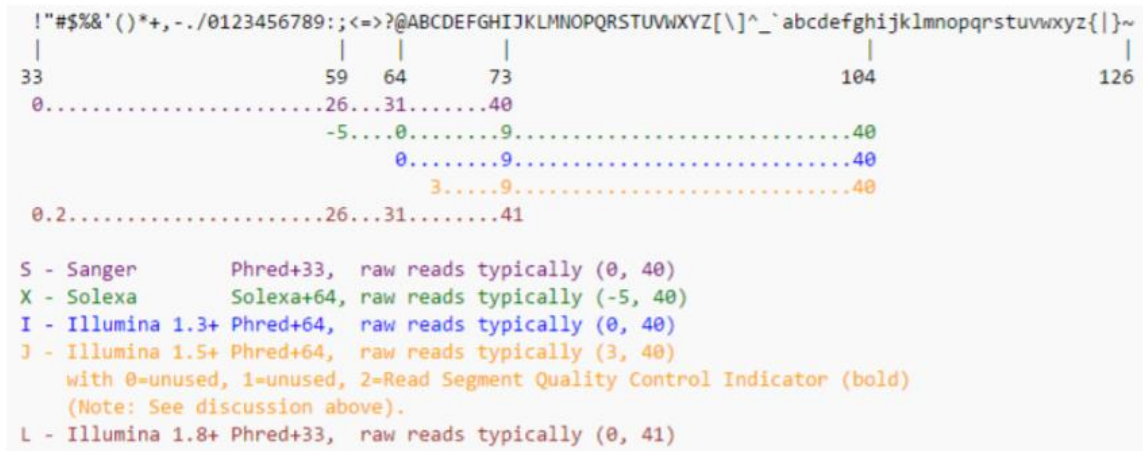 !"#$%&'()*+,-./0123456789:;<=>?@ABCDEFGHIJKLMNOPQRSTUVWXYZ[\]^_`abcdefghijklmnopqrstuvwxyz{|}~
| | | | | |
33 59 64 73 104 126
0........................26...31.......40
-5....0........9.............................40
0........9.............................40
3.....9.............................40
0.2......................26...31........41
S - Sanger Phred+33, raw reads typically (0, 40)
X - Solexa Solexa+64, raw reads typically (-5, 40)
I - Illumina 1.3+ Phred+64, raw reads typically (0, 40)
J - Illumina 1.5+ Phred+64, raw reads typically (3, 40)
with 0=unused, 1=unused, 2=Read Segment Quality Control Indicator (bold)
(Note: See discussion above).
L - Illumina 1.8+ Phred+33, raw reads typically (0, 41)